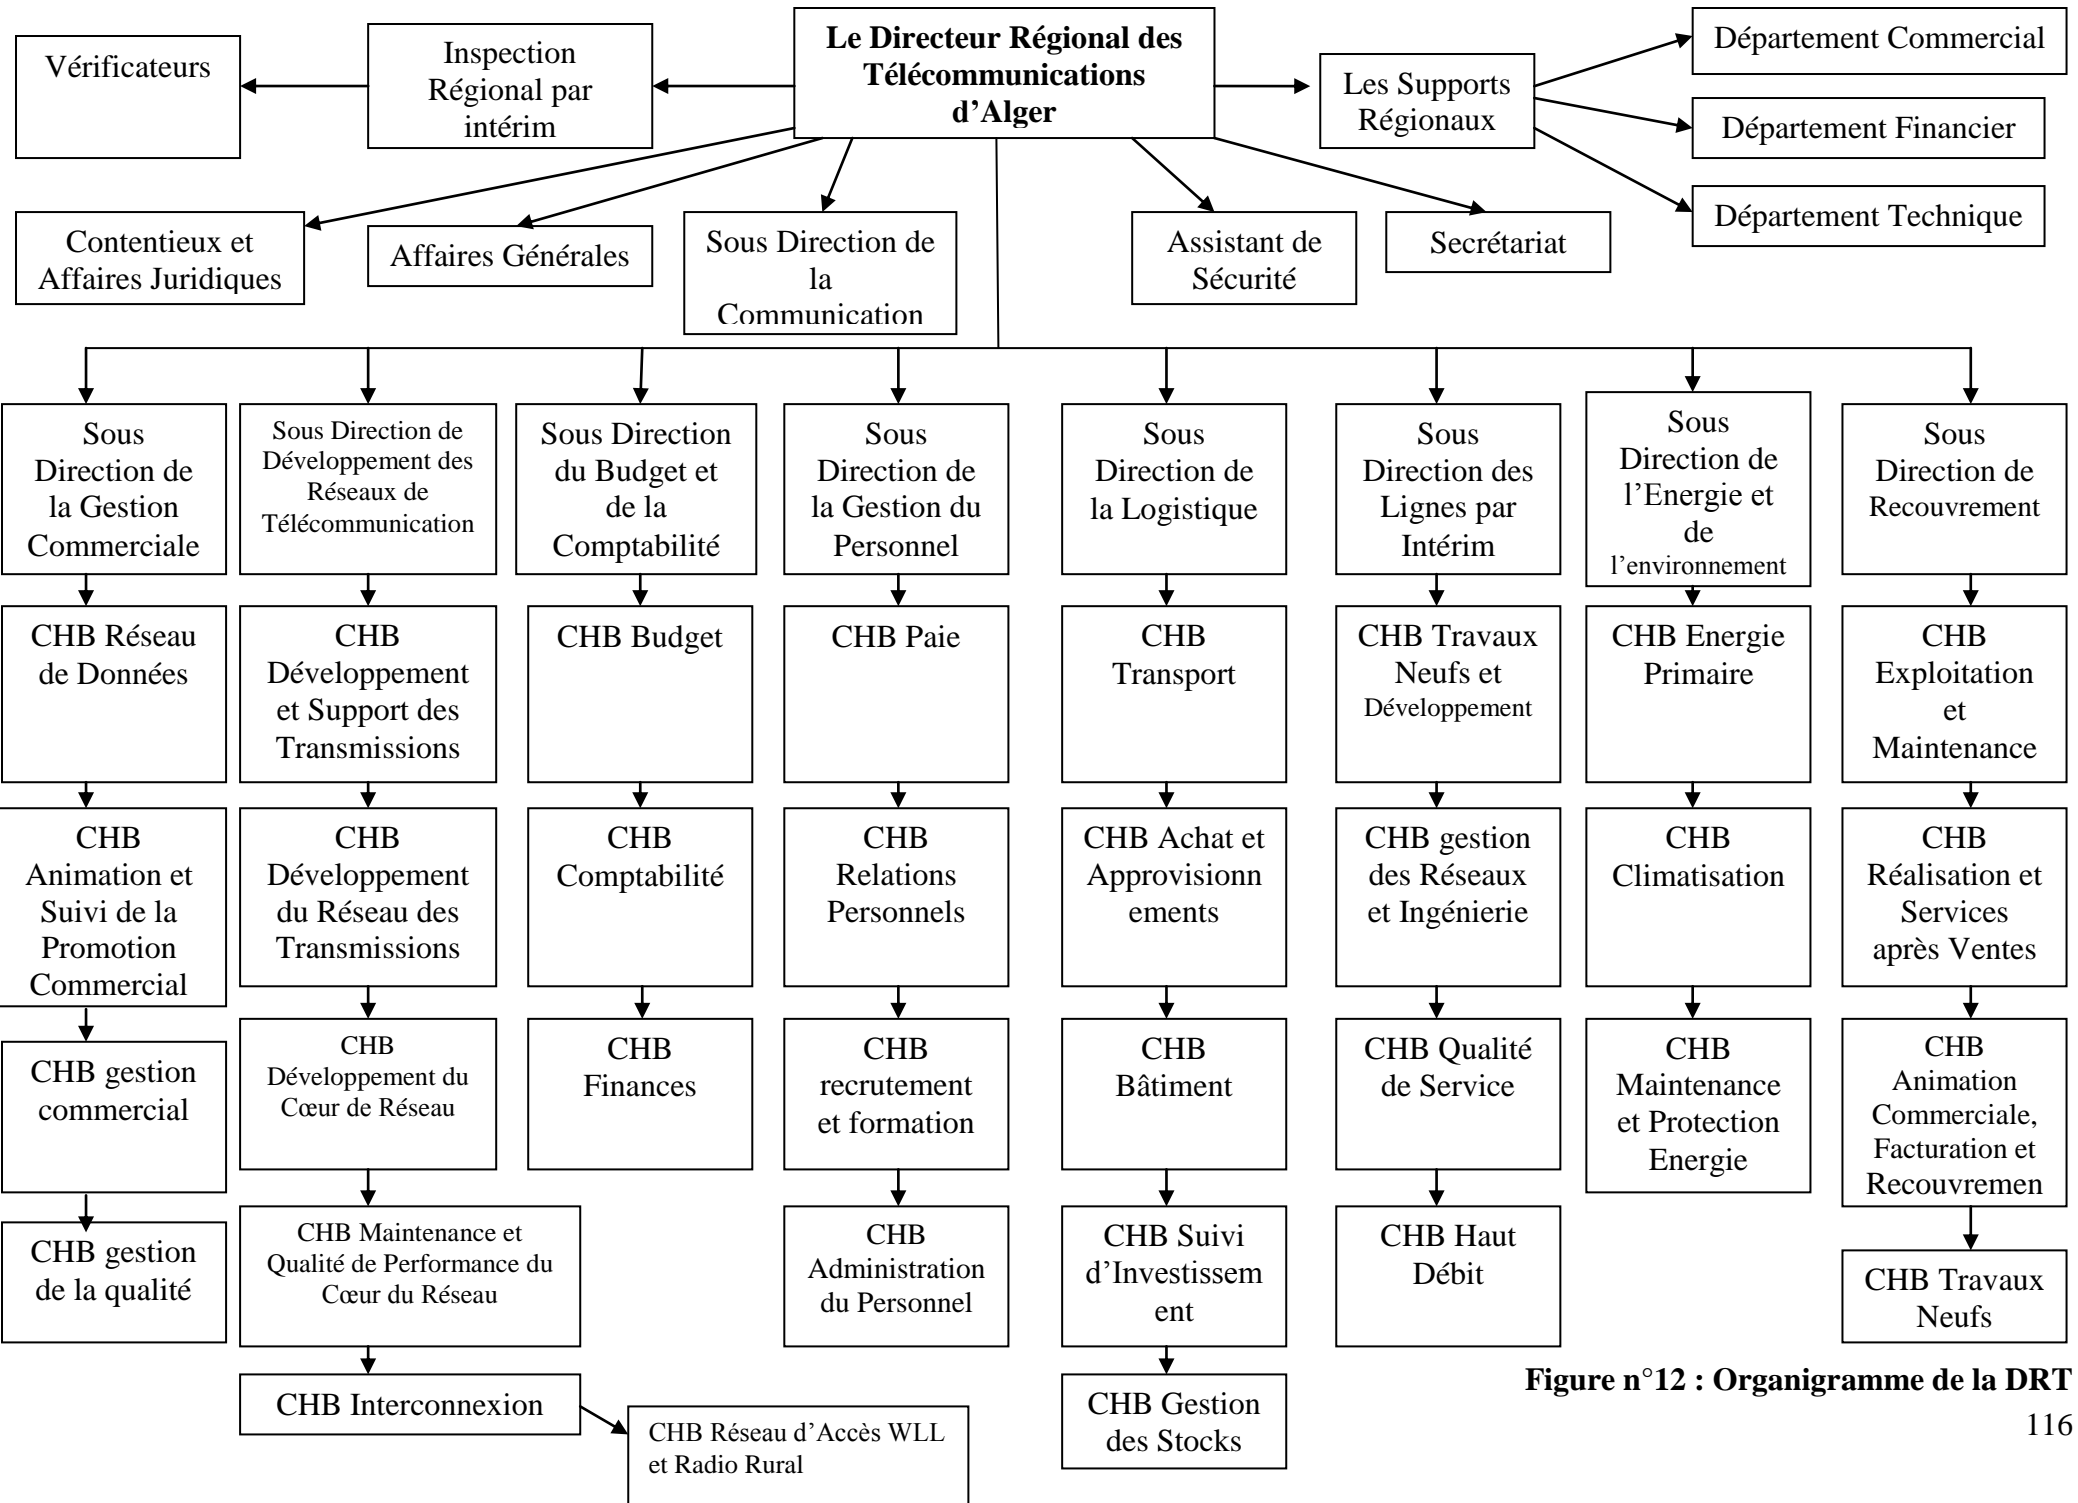 Vérificateurs
Inspection
Régional par
intérim
Le Directeur Régional des
Télécommunications
d’Alger
Les Supports
Régionaux
Département Commercial
Département Financier
Département Technique
Contentieux et
Affaires Juridiques
Affaires Générales
Sous Direction de
la
Communication
Assistant de
Sécurité
Secrétariat
Sous
Direction de
la Gestion
Commerciale
Sous Direction de
Développement des
Réseaux de
Télécommunication
Sous Direction
du Budget et
de la
Comptabilité
Sous
Direction de
la Gestion du
Personnel
Sous
Direction de
la Logistique
Sous
Direction des
Lignes par
Intérim
Sous
Direction de
l’Energie et
de
l’environnement
Sous
Direction de
Recouvrement
CHB Réseau
de Données
CHB
Développement
et Support des
Transmissions
CHB Budget
CHB Paie
CHB
Transport
CHB Travaux
Neufs et
Développement
CHB Energie
Primaire
CHB
Exploitation
et
Maintenance
CHB
Animation et
Suivi de la
Promotion
Commercial
CHB
Développement
du Réseau des
Transmissions
CHB
Comptabilité
CHB
Relations
Personnels
CHB Achat et
Approvisionn
ements
CHB gestion
des Réseaux
et Ingénierie
CHB
Climatisation
CHB
Réalisation et
Services
après Ventes
CHB gestion
commercial
CHB
Développement du
Cœur de Réseau
CHB
Finances
CHB
recrutement
et formation
CHB
Bâtiment
CHB Qualité
de Service
CHB
Maintenance
et Protection
Energie
CHB
Animation
Commerciale,
Facturation et
Recouvremen
CHB gestion
de la qualité
CHB Maintenance et
Qualité de Performance du
Cœur du Réseau
CHB
Administration
du Personnel
CHB Suivi
d’Investissem
ent
CHB Haut
Débit
CHB Travaux
Neufs
CHB Interconnexion
CHB Réseau d’Accès WLL
et Radio Rural
CHB Gestion
des Stocks
Figure n°12 : Organigramme de la DRT
116